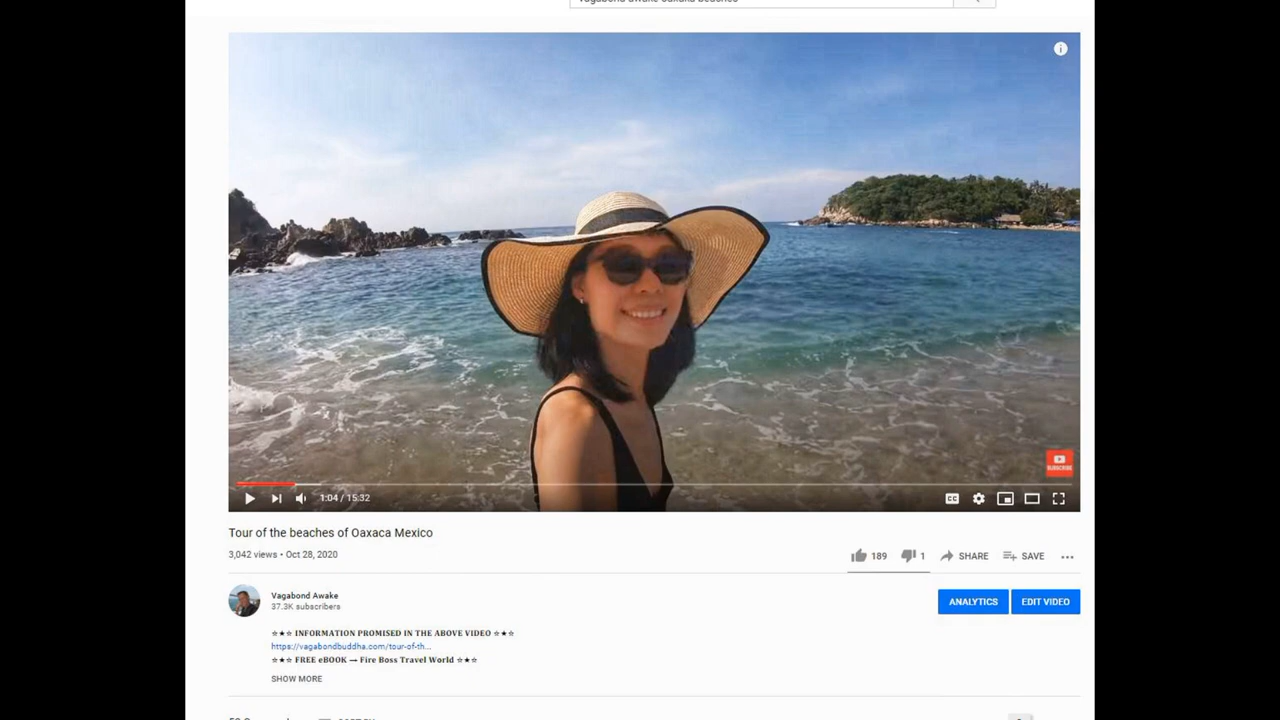 SUBSCRIBE
1:04 / 15:32
CC
Tour of the beaches of Oaxaca Mexico
3,042 views • Oct 28, 2020
189 1 SHARE SAVE
Vagabond Awake
37.3K subscribers
ANALYTICS EDIT VIDEO
☆★☆ INFORMATION PROMISED IN THE ABOVE VIDEO ☆★☆
https://vagabondbuddha.com/tour-of-th...
☆★☆ FREE eBOOK → Fire Boss Travel World ☆★☆
SHOW MORE